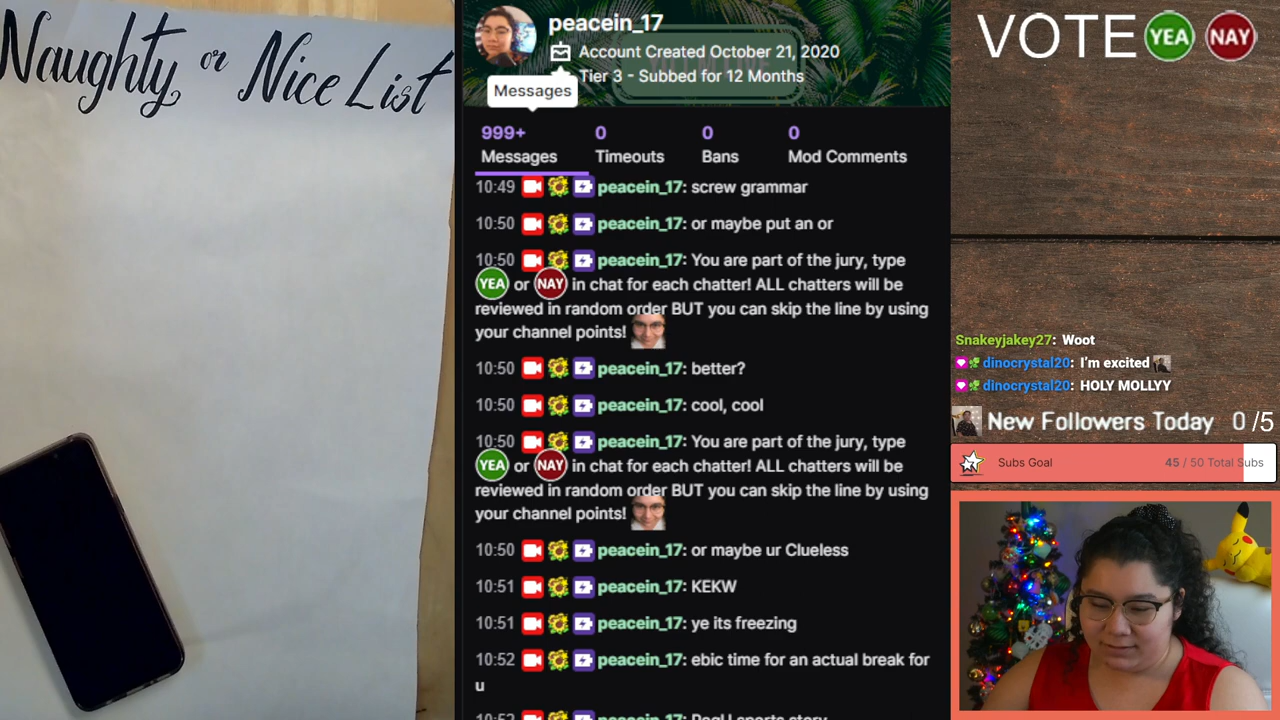 Naughty or Nice List
peacein_17
Account Created October 21, 2020
Tier 3 - Subbed for 12 Months
Messages
999+ 0 0 0
Messages Timeouts Bans Mod Comments
10:49 peacein_17: screw grammar
10:50 peacein_17: or maybe put an or
10:50 peacein_17: You are part of the jury, type
YEA or NAY in chat for each chatter! ALL chatters will be
reviewed in random order BUT you can skip the line by using
your channel points!
10:50 peacein_17: better?
10:50 peacein_17: cool, cool
10:50 peacein_17: You are part of the jury, type
YEA or NAY in chat for each chatter! ALL chatters will be
reviewed in random order BUT you can skip the line by using
your channel points!
10:50 peacein_17: or maybe ur Clueless
10:51 peacein_17: KEKW
10:51 peacein_17: ye its freezing
10:52 peacein_17: ebic time for an actual break for
u
VOTE YEA NAY
Snakeyjakey27: Woot
dinocrystal20: I'm excited
dinocrystal20: HOLY MOLLYY
New Followers Today 0 /5
Subs Goal 45 / 50 Total Subs